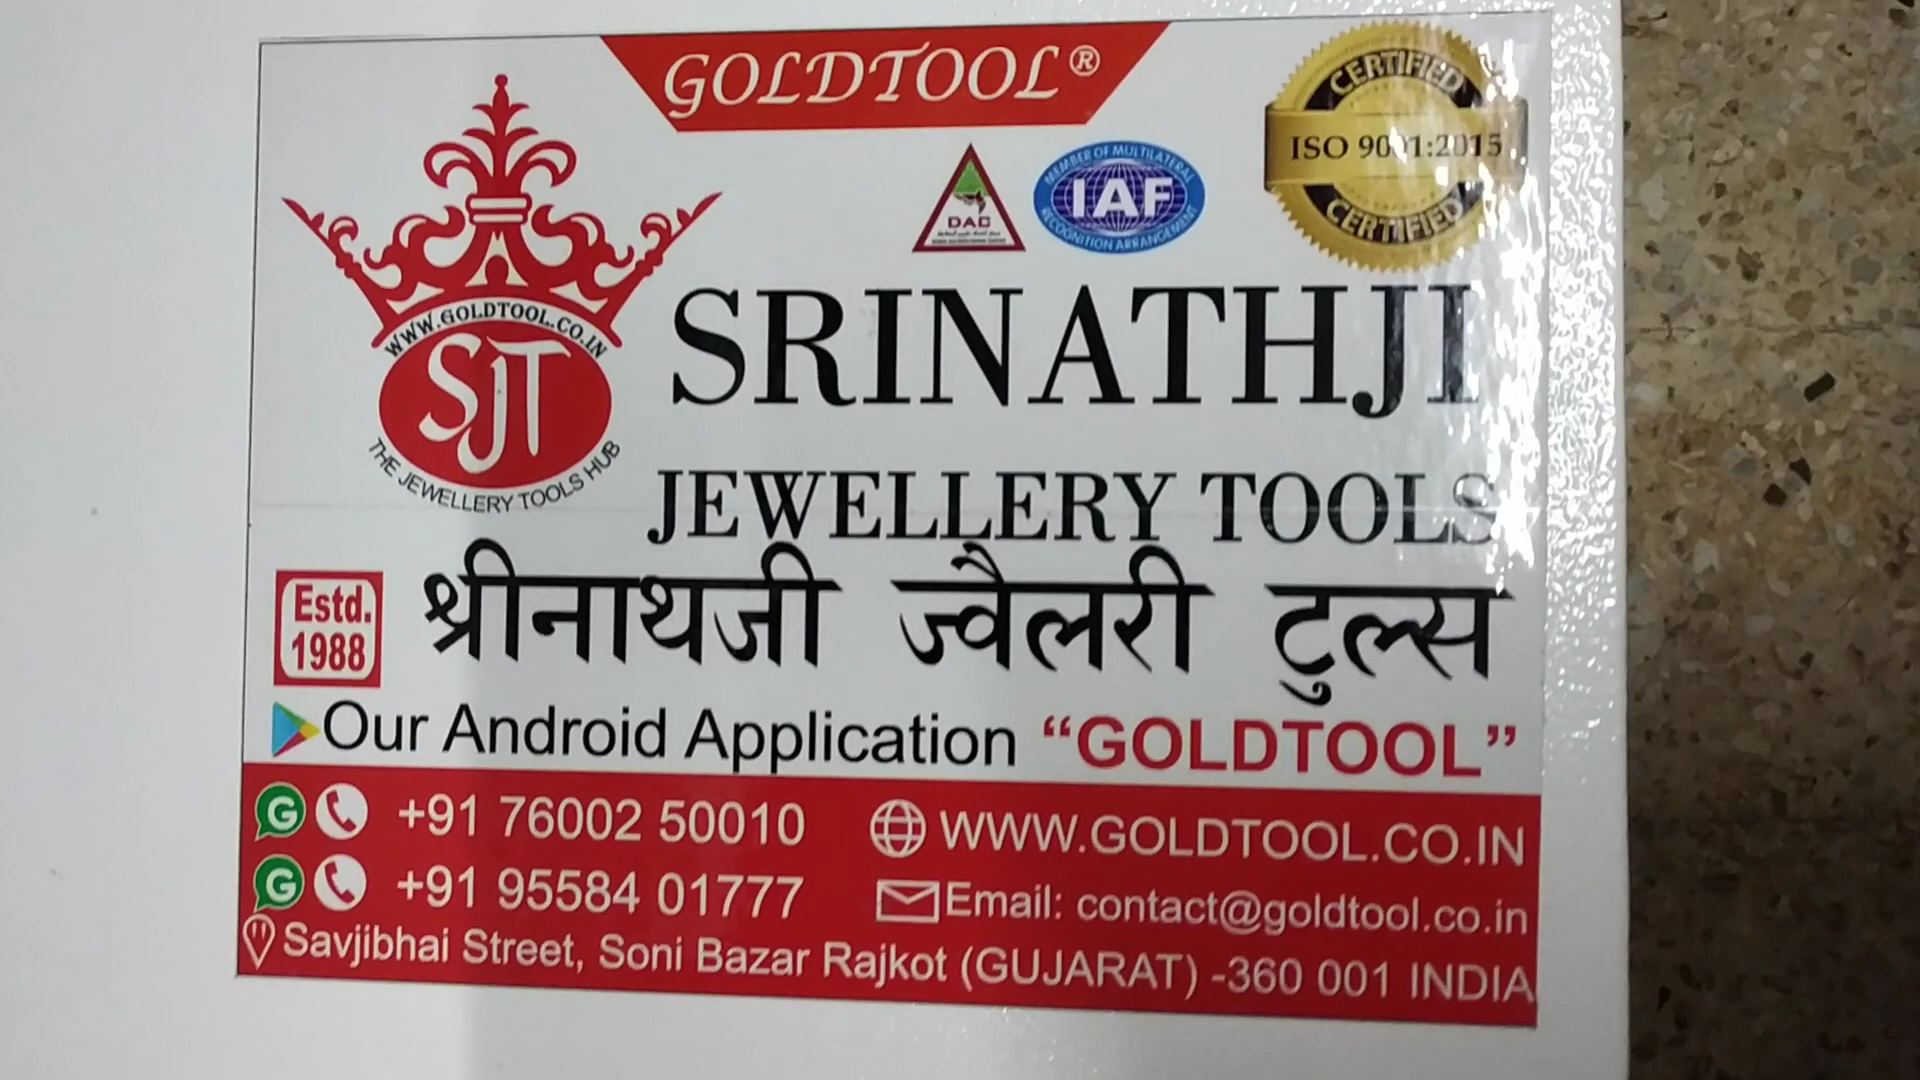 GOLDTOOL®
CERTIFIED
ISO 9001:2015
CERTIFIED
DAC
MEMBER OF MULTILATERAL
IAF
RECOGNITION ARRANGEMENT
WWW.GOLDTOOL.CO.IN
SJT
THE JEWELLERY TOOLS HUB
SRINATHJI
JEWELLERY TOOLS
Estd.
1988
श्रीनाथजी ज्वैलरी टुल्स
Our Android Application “GOLDTOOL”
G +91 76002 50010
WWW.GOLDTOOL.CO.IN
G +91 95584 01777
Email: contact@goldtool.co.in
Savjibhai Street, Soni Bazar Rajkot (GUJARAT) -360 001 INDIA